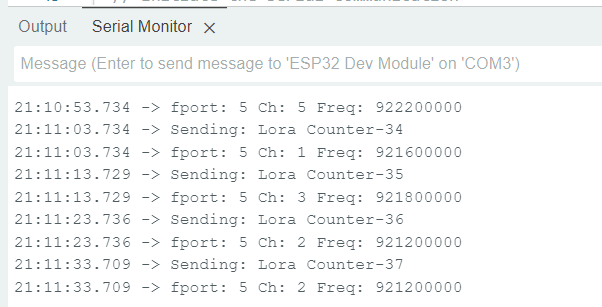 Output Serial Monitor
Message (Enter to send message to 'ESP32 Dev Module' on 'COM3')
21:10:53.734 -> fport: 5 Ch: 5 Freq: 922200000
21:11:03.734 -> Sending: Lora Counter-34
21:11:03.734 -> fport: 5 Ch: 1 Freq: 921600000
21:11:13.729 -> Sending: Lora Counter-35
21:11:13.729 -> fport: 5 Ch: 3 Freq: 921800000
21:11:23.736 -> Sending: Lora Counter-36
21:11:23.736 -> fport: 5 Ch: 2 Freq: 921200000
21:11:33.709 -> Sending: Lora Counter-37
21:11:33.709 -> fport: 5 Ch: 2 Freq: 921200000